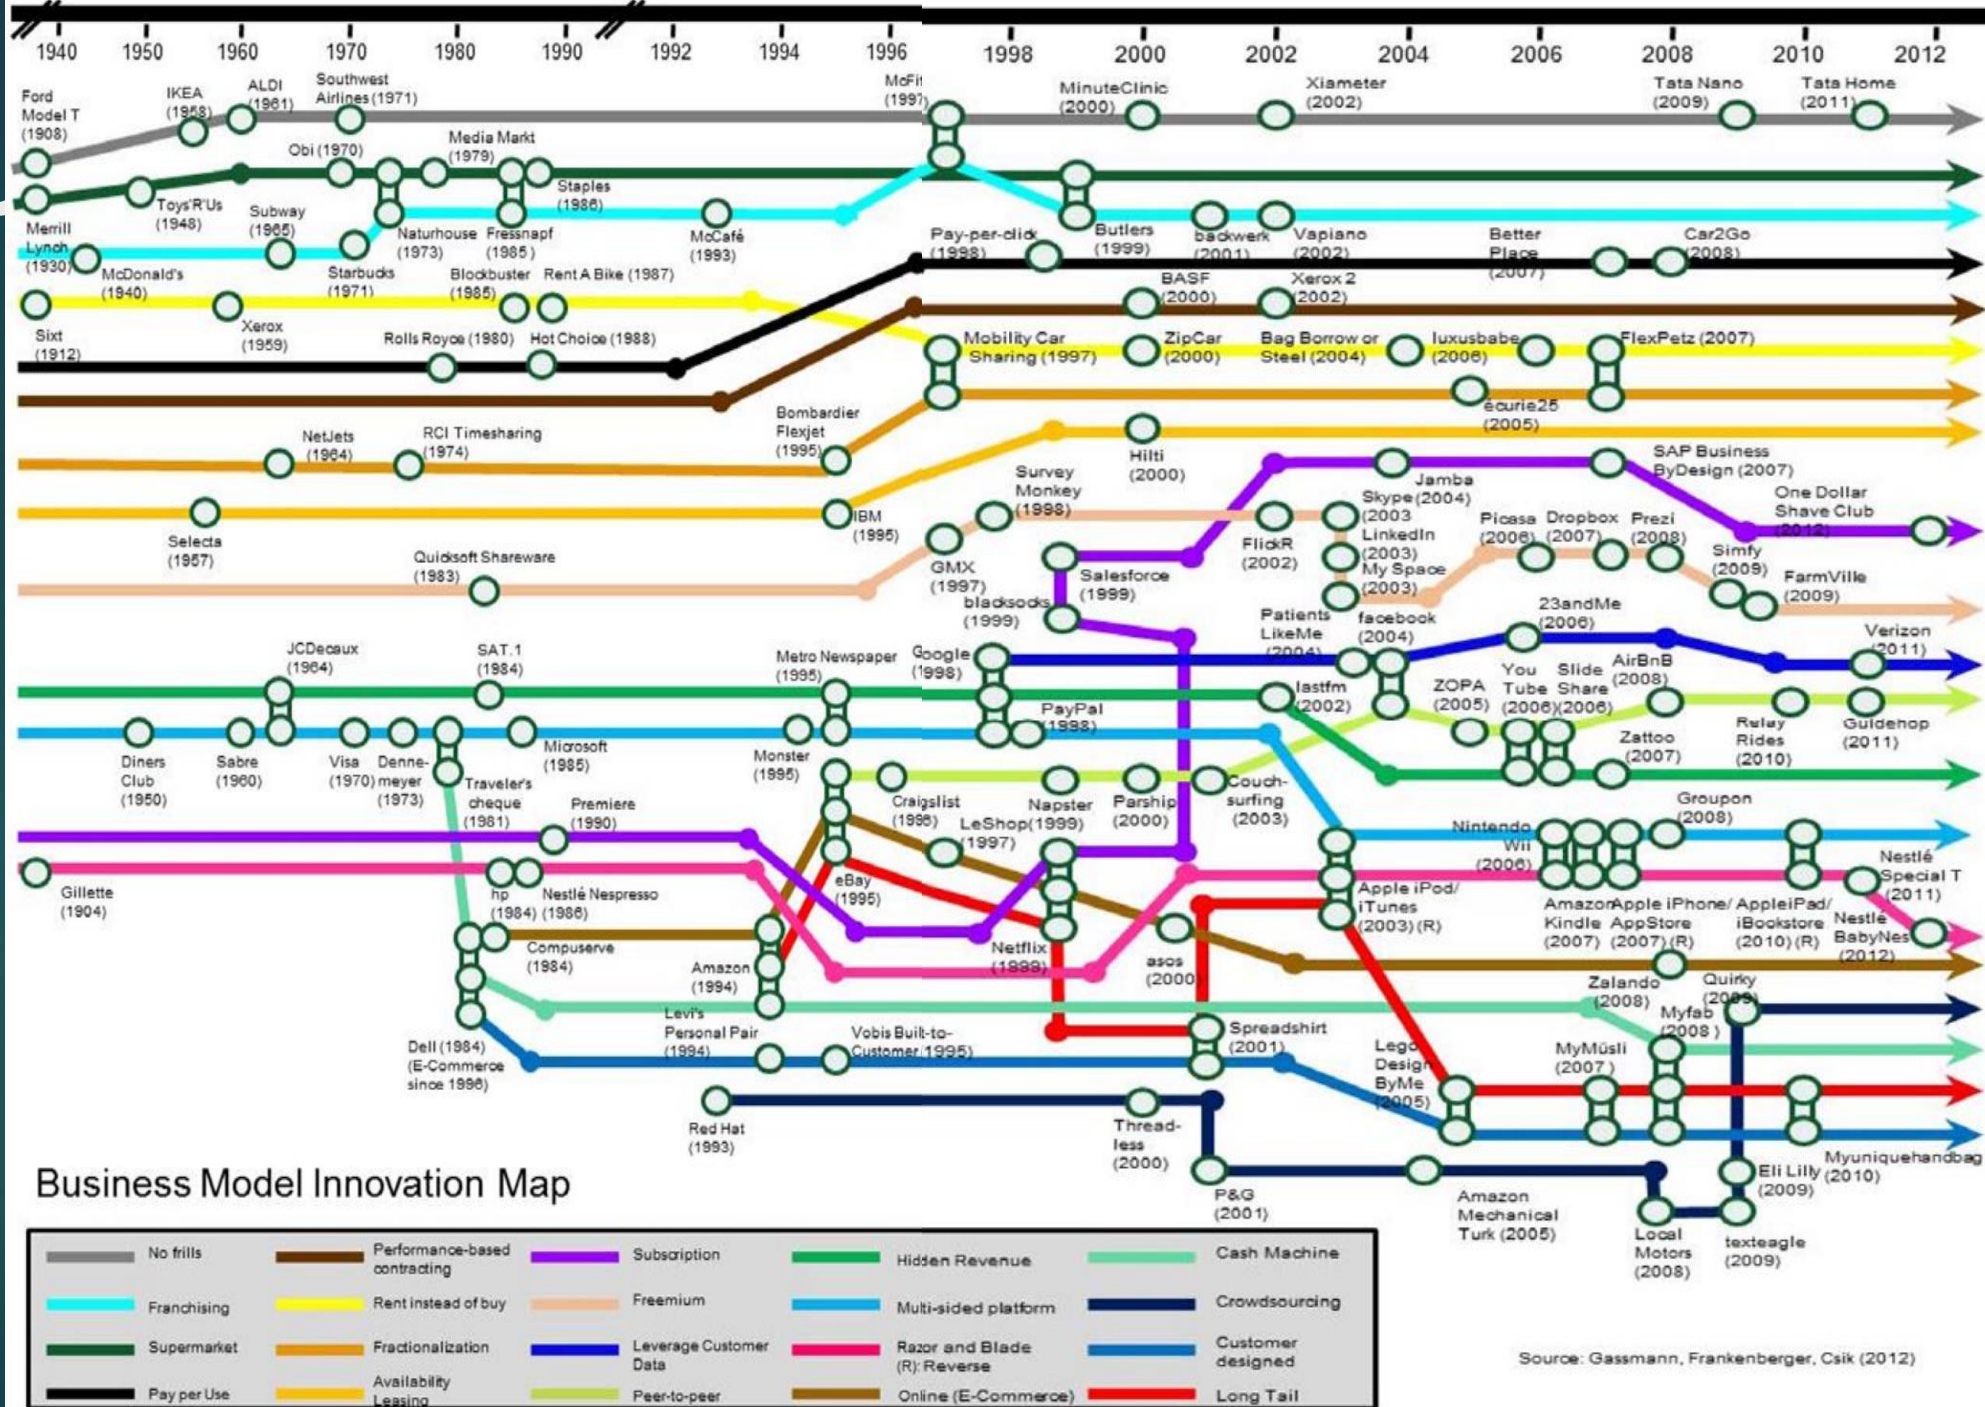 1940
1950
1960
1970
1980
1990
1992
1994
1996
1998
2000
2002
2004
2006
2008
2010
2012
Ford
Model T
(1908)
IKEA
(1958)
ALDI
(1961)
Southwest
Airlines (1971)
McFit
(1997)
MinuteClinic
(2000)
Xiameter
(2002)
Tata Nano
(2009)
Tata Home
(2011)
Obi (1970)
Media Markt
(1979)
Staples
(1986)
Merrill
Lynch
(1930)
Toys'R'Us
(1948)
Subway
(1965)
Naturhouse
(1973)
Fressnapf
(1985)
McCafé
(1993)
Pay-per-click
(1998)
Butlers
(1999)
backwerk
(2001)
Vapiano
(2002)
Better
Place
(2007)
Car2Go
(2008)
McDonald's
(1940)
Starbucks
(1971)
Blockbuster
(1985)
Rent A Bike (1987)
BASF
(2000)
Xerox 2
(2002)
Sixt
(1912)
Xerox
(1959)
Rolls Royce (1980)
Hot Choice (1988)
Mobility Car
Sharing (1997)
ZipCar
(2000)
Bag Borrow or
Steel (2004)
luxusbabe
(2006)
FlexPetz (2007)
Bombardier
Flexjet
(1995)
écurie25
(2005)
NetJets
(1964)
RCI Timesharing
(1974)
Hilti
(2000)
SAP Business
ByDesign (2007)
Survey
Monkey
(1998)
Jamba
(2004)
One Dollar
Shave Club
(2012)
Selecta
(1957)
IBM
(1995)
Skype
(2003
LinkedIn
(2003)
My Space
(2003)
FlickR
(2002)
Picasa
(2006)
Dropbox
(2007)
Prezi
(2008)
Simfy
(2009)
FarmVille
(2009)
Quicksoft Shareware
(1983)
GMX
(1997)
Salesforce
(1999)
blacksocks
(1999)
Patients
LikeMe
(2004)
facebook
(2004)
23andMe
(2006)
Verizon
(2011)
JCDecaux
(1964)
SAT.1
(1984)
Metro Newspaper
(1995)
Google
(1998)
lastfm
(2002)
ZOPA
(2005)
You
Tube
(2006)
Slide
Share
(2006)
AirBnB
(2008)
PayPal
(1998)
Diners
Club
(1950)
Sabre
(1960)
Visa
(1970)
Denne-
meyer
(1973)
Microsoft
(1985)
Monster
(1995)
Zattoo
(2007)
Relay
Rides
(2010)
Guidehop
(2011)
Traveler's
cheque
(1981)
Premiere
(1990)
Craigslist
(1996)
Napster
(1999)
Parship
(2000)
Couch-
surfing
(2003)
LeShop
(1997)
Groupon
(2008)
Nintendo
Wii
(2006)
Nestlé
Special T
(2011)
Gillette
(1904)
hp
(1984)
Nestlé Nespresso
(1986)
eBay
(1995)
Apple iPod/
iTunes
(2003) (R)
Amazon
Kindle
(2007)
Apple iPhone/
AppStore
(2007) (R)
AppleiPad/
iBookstore
(2010) (R)
Nestlé
BabyNes
(2012)
Compuserve
(1984)
Amazon
(1994)
Netflix
(1999)
asos
(2000)
Zalando
(2008)
Quirky
(2009)
Levi's
Personal Pair
(1994)
Vobis Built-to-
Customer (1995)
Spreadshirt
(2001)
Myfab
(2008 )
Dell (1984)
(E-Commerce
since 1996)
Lego
Design
ByMe
(2005)
MyMüsli
(2007 )
Red Hat
(1993)
Thread-
less
(2000)
Myuniquehandbag
(2010)
P&G
(2001)
Amazon
Mechanical
Turk (2005)
Eli Lilly
(2009)
Local
Motors
(2008)
texteagle
(2009)
Business Model Innovation Map
No frills
Performance-based
contracting
Subscription
Hidden Revenue
Cash Machine
Franchising
Rent instead of buy
Freemium
Multi-sided platform
Crowdsourcing
Supermarket
Fractionalization
Leverage Customer
Data
Razor and Blade
(R): Reverse
Customer
designed
Pay per Use
Availability
Leasing
Peer-to-peer
Online (E-Commerce)
Long Tail
Source: Gassmann, Frankenberger, Csik (2012)